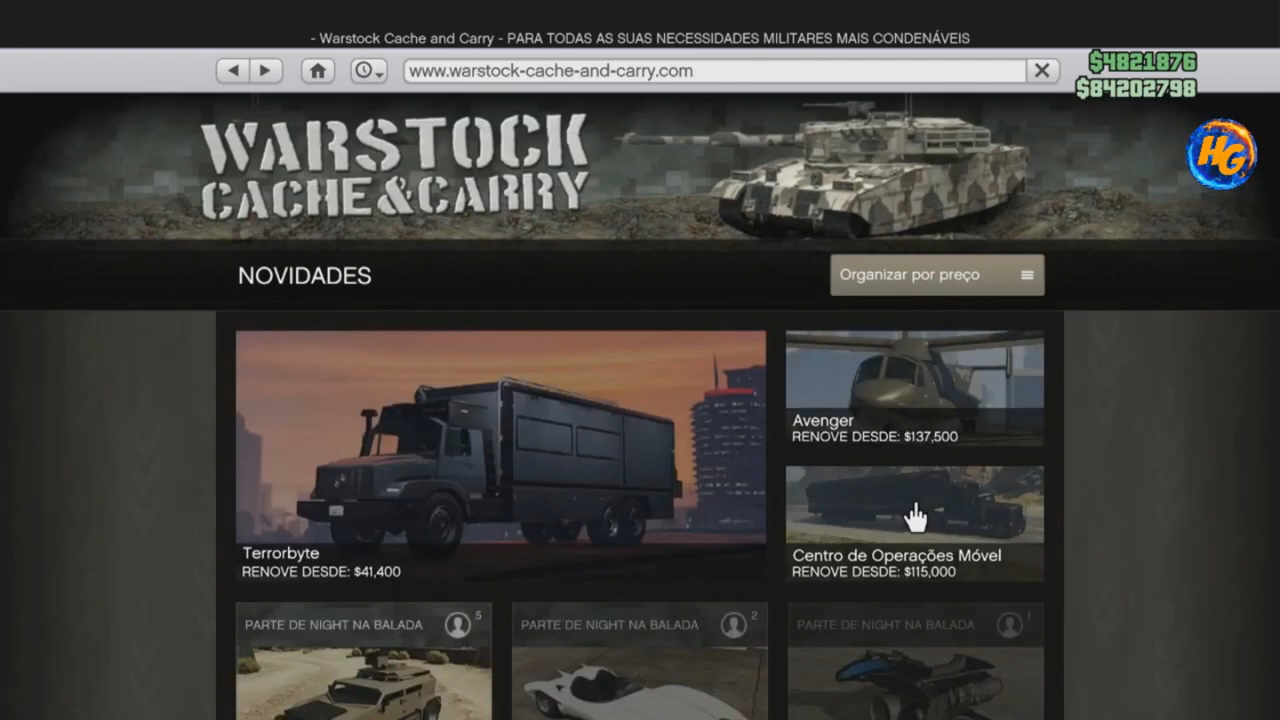 - Warstock Cache and Carry - PARA TODAS AS SUAS NECESSIDADES MILITARES MAIS CONDENÁVEIS
www.warstock-cache-and-carry.com
$4821876
$84202798
HG
WARSTOCK
CACHE&CARRY
NOVIDADES
Organizar por preço
Avenger
RENOVE DESDE: $137,500
Terrorbyte
RENOVE DESDE: $41,400
Centro de Operações Móvel
RENOVE DESDE: $115,000
PARTE DE NIGHT NA BALADA 5
PARTE DE NIGHT NA BALADA 2
PARTE DE NIGHT NA BALADA 1